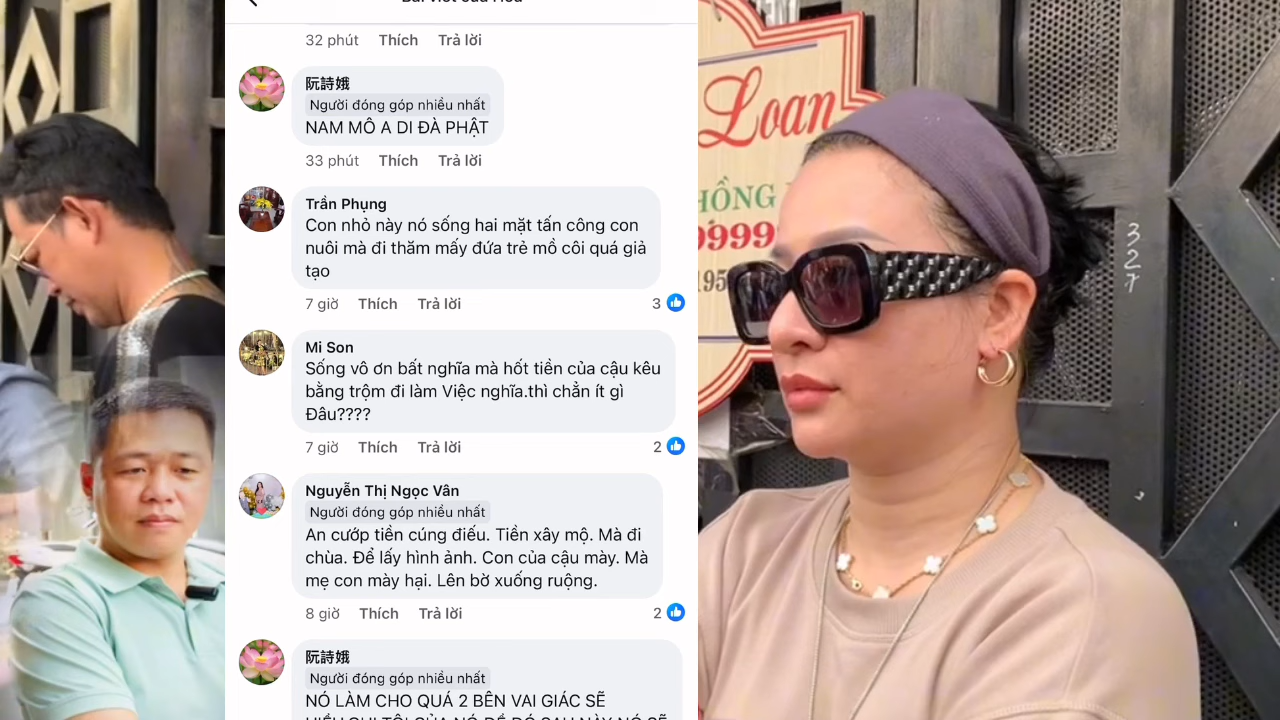 32 phút Thích Trả lời
阮詩娥
Người đóng góp nhiều nhất
NAM MÔ A DI ĐÀ PHẬT
33 phút Thích Trả lời
Trần Phụng
Con nhỏ này nó sống hai mặt tấn công con
nuôi mà đi thăm mấy đứa trẻ mồ côi quá giả
tạo
7 giờ Thích Trả lời 3
Mi Son
Sống vô ơn bất nghĩa mà hốt tiền của cậu kêu
bằng trộm đi làm Việc nghĩa.thì chẳn ít gì
Đâu????
7 giờ Thích Trả lời 2
Nguyễn Thị Ngọc Vân
Người đóng góp nhiều nhất
An cướp tiền cúng điếu. Tiền xây mộ. Mà đi
chùa. Để lấy hình ảnh. Con của cậu mày. Mà
mẹ con mày hại. Lên bờ xuống ruộng.
8 giờ Thích Trả lời 2
阮詩娥
Người đóng góp nhiều nhất
NÓ LÀM CHO QUÁ 2 BÊN VAI GIÁC SẼ
Loan
HỒNG
9999
195
327